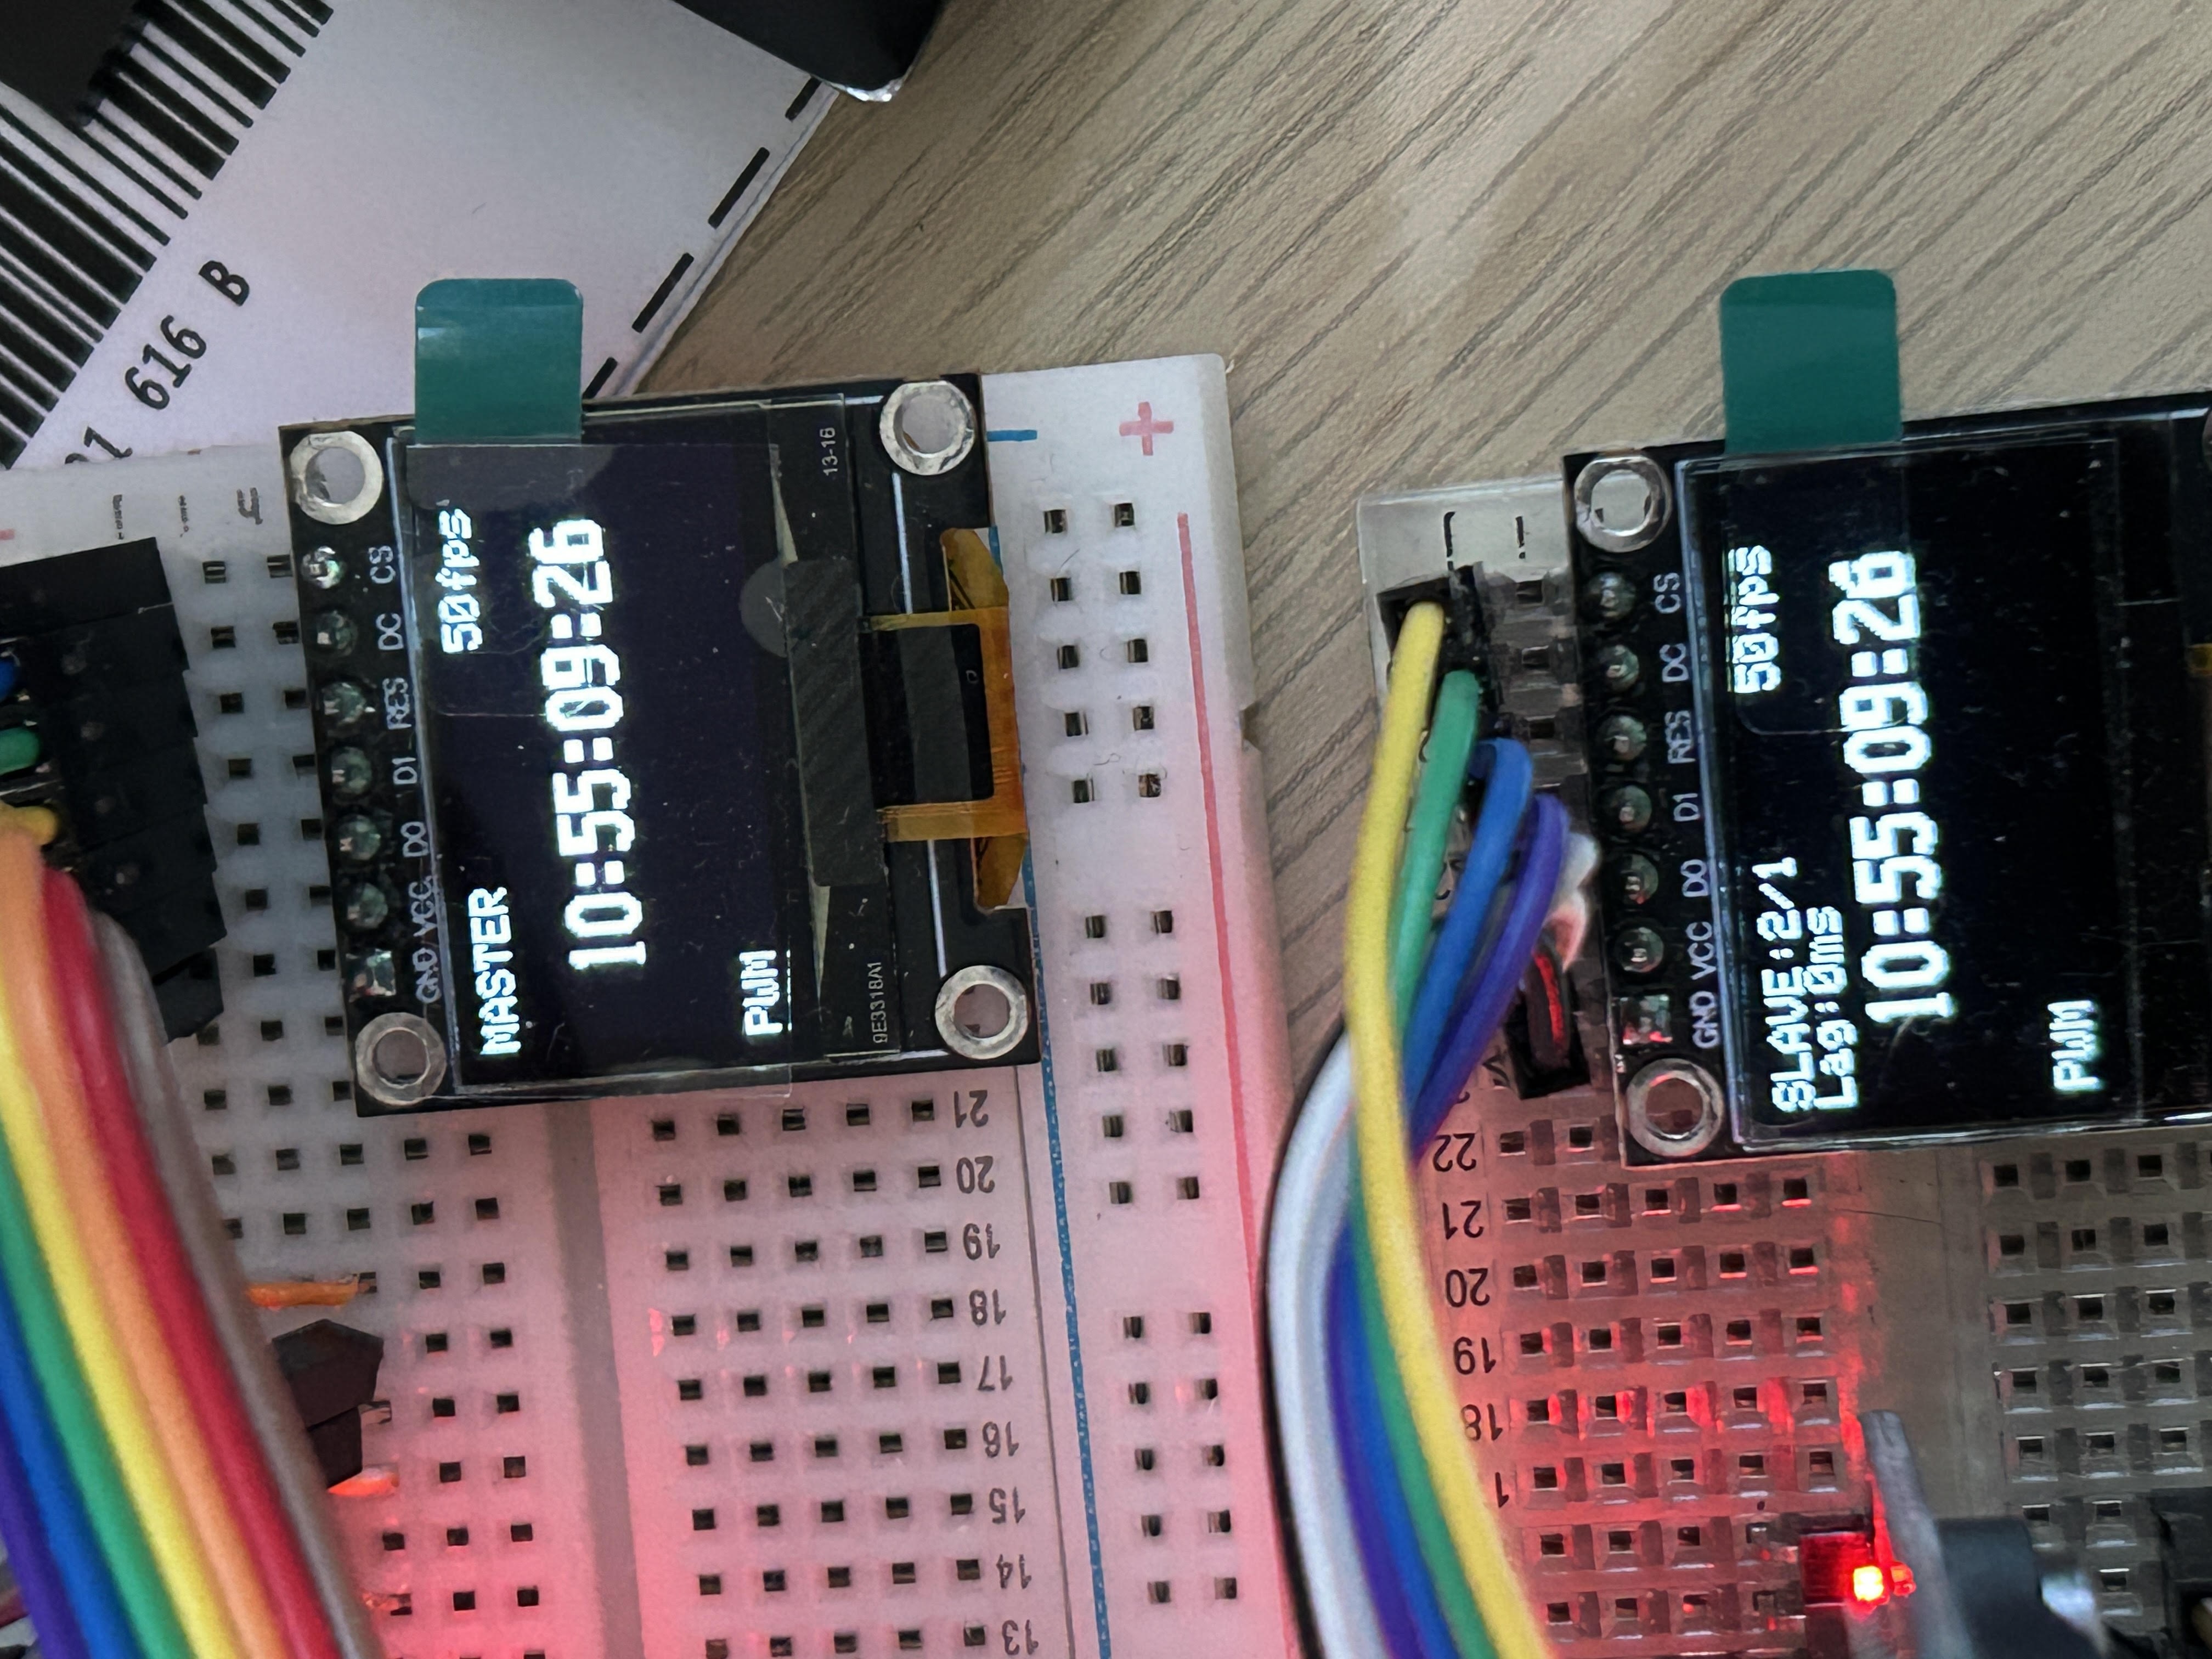 616 B
MASTER 50fps
10:55:09:26
PWM
GND VCC D0 D1 RES DC CS
13-16
9E3318A1
+
SLAVE:2/1 50fps
Lag:0ms
10:55:09:26
PWM
GND VCC D0 D1 RES DC CS
21
20
19
18
17
16
15
14
13
22
21
20
19
18